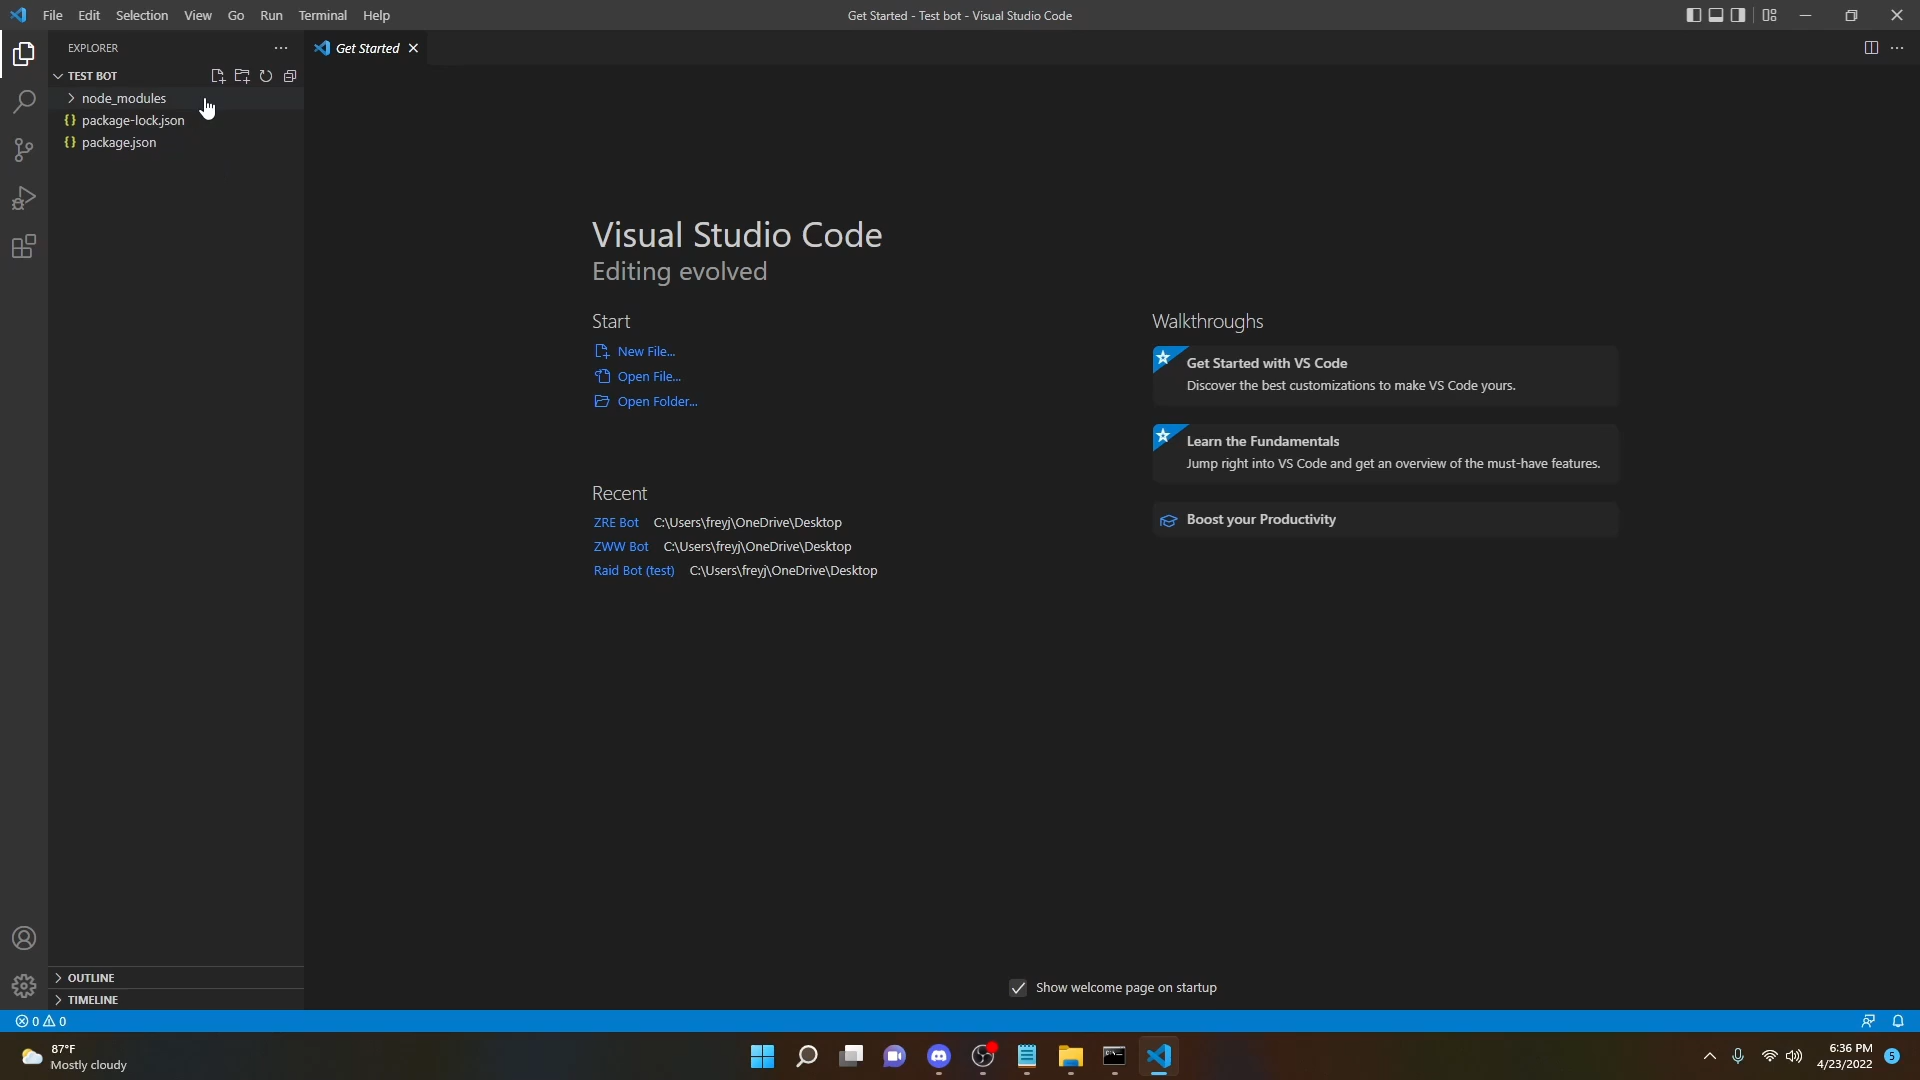 File Edit Selection View Go Run Terminal Help
Get Started - Test bot - Visual Studio Code
EXPLORER
Get Started
TEST BOT
node_modules
{} package-lock.json
{} package.json
Visual Studio Code
Editing evolved
Start
New File...
Open File...
Open Folder...
Recent
ZRE Bot C:\Users\freyj\OneDrive\Desktop
ZWW Bot C:\Users\freyj\OneDrive\Desktop
Raid Bot (test) C:\Users\freyj\OneDrive\Desktop
Walkthroughs
Get Started with VS Code
Discover the best customizations to make VS Code yours.
Learn the Fundamentals
Jump right into VS Code and get an overview of the must-have features.
Boost your Productivity
Show welcome page on startup
OUTLINE
TIMELINE
0 0
87°F
Mostly cloudy
6:36 PM
4/23/2022
5